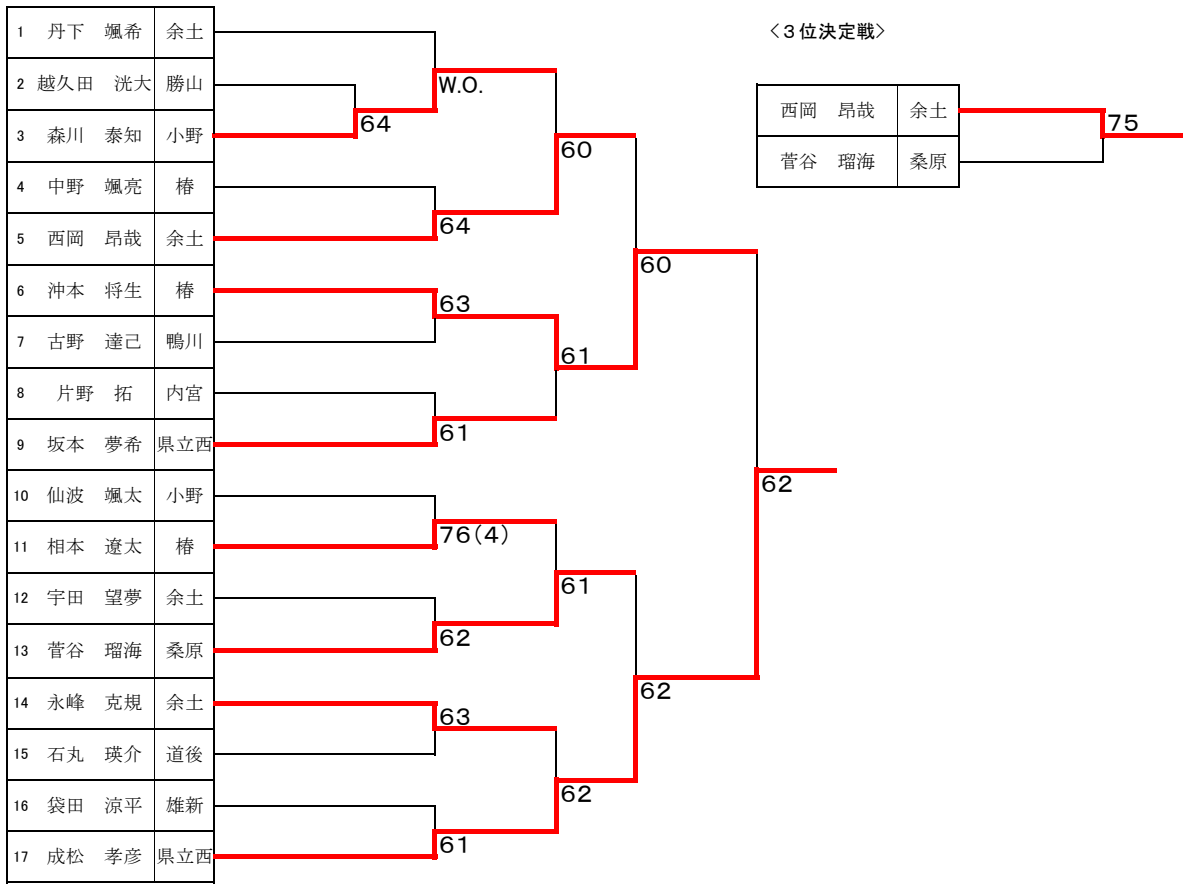 1 丹下 颯希 余土
2 越久田 洸大 勝山
3 森川 泰知 小野
4 中野 颯亮 椿
5 西岡 昂哉 余土
6 沖本 将生 椿
7 古野 達己 鴨川
8 片野 拓 内宮
9 坂本 夢希 県立西
10 仙波 颯太 小野
11 相本 遼太 椿
12 宇田 望夢 余土
13 菅谷 瑠海 桑原
14 永峰 克規 余土
15 石丸 瑛介 道後
16 袋田 涼平 雄新
17 成松 孝彦 県立西
W.O.
64
60
64
60
63
61
61
62
76(4)
61
62
62
63
62
61
〈3位決定戦〉
西岡 昂哉 余土
75
菅谷 瑠海 桑原